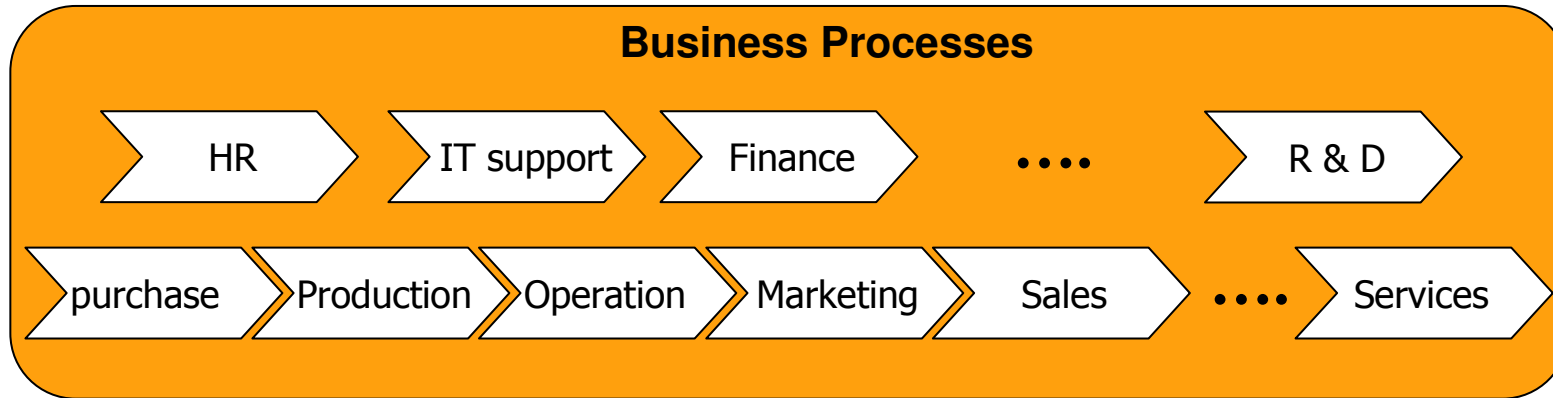 Business Processes
HR IT support Finance •••• R & D
purchase Production Operation Marketing Sales •••• Services